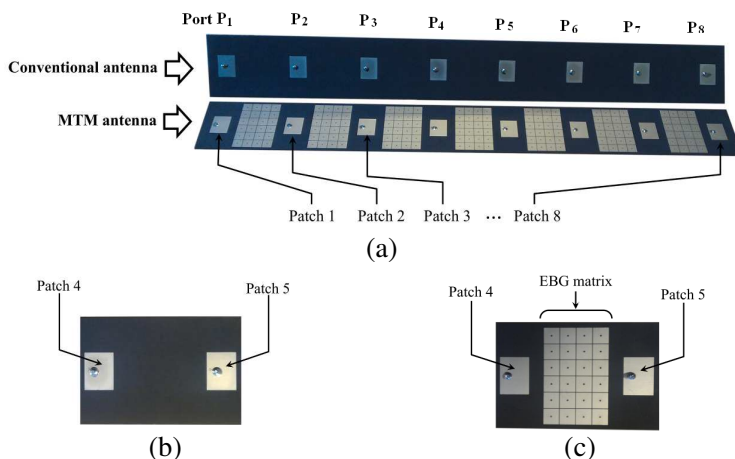 Port P1 P2 P3 P4 P5 P6 P7 P8
Conventional antenna
MTM antenna
Patch 1 Patch 2 Patch 3 ... Patch 8
(a)
Patch 4 Patch 5
(b)
EBG matrix
Patch 4 Patch 5
(c)